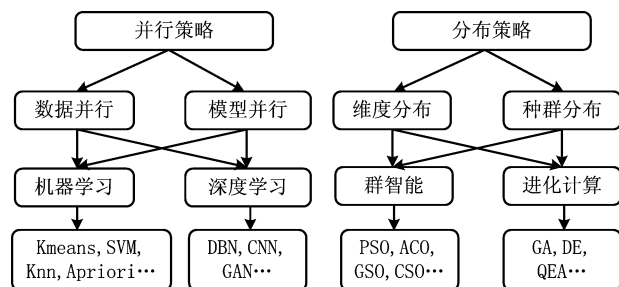 并行策略
分布策略
数据并行
模型并行
维度分布
种群分布
机器学习
深度学习
群智能
进化计算
Kmeans,SVM,
Knn,Apriori…
DBN,CNN,
GAN…
PSO,ACO,
GSO,CSO…
GA,DE,
QEA…